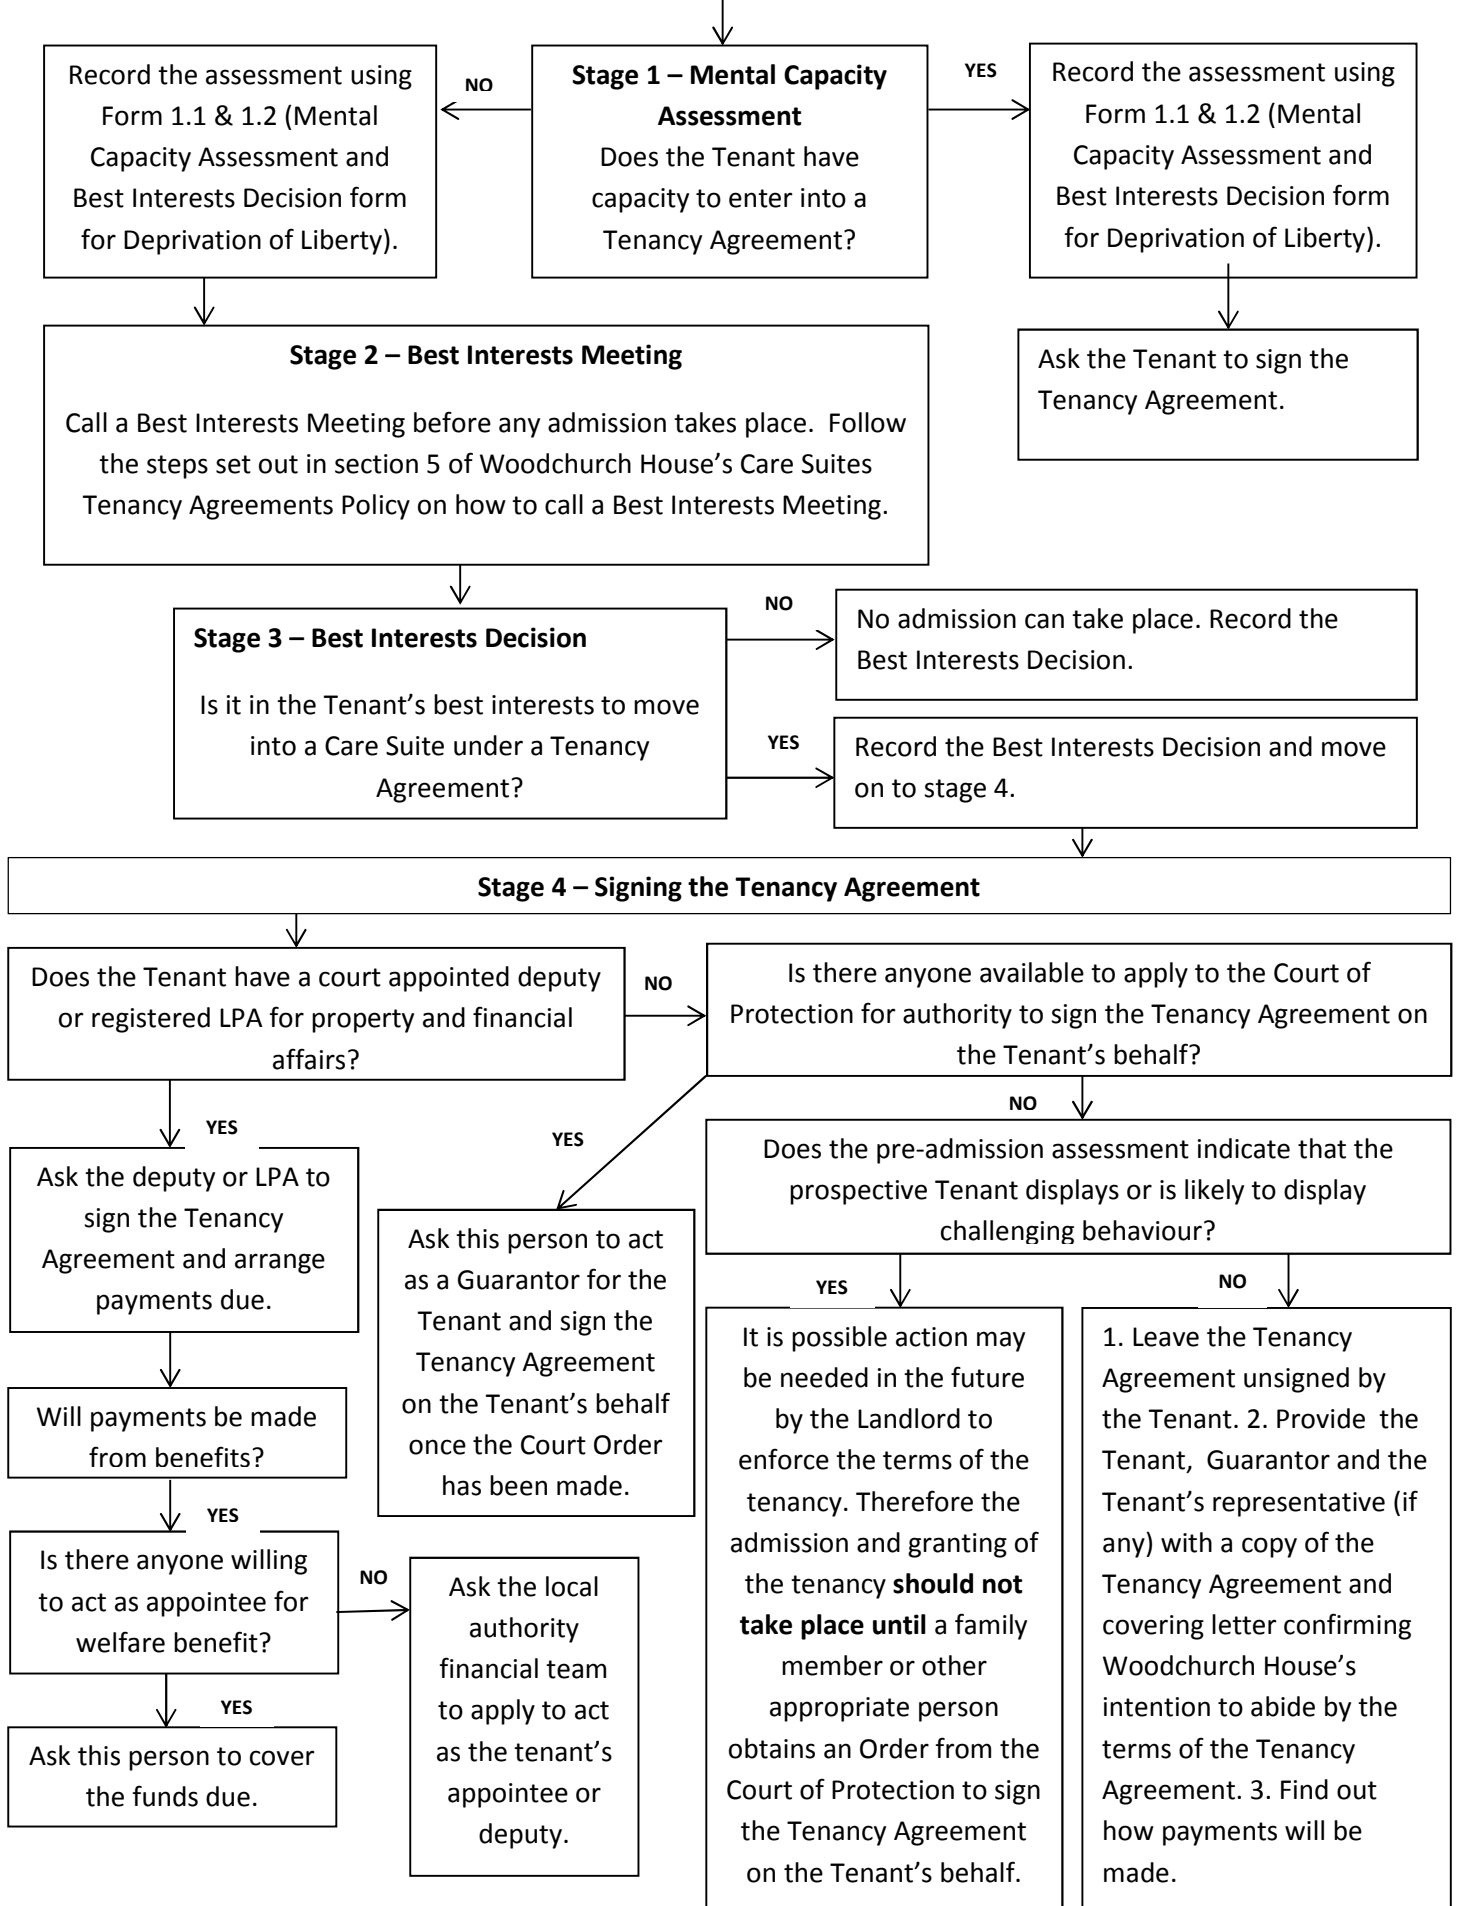 Record the assessment using
Form 1.1 & 1.2 (Mental
Capacity Assessment and
Best Interests Decision form
for Deprivation of Liberty).
NO
Stage 1 – Mental Capacity
Assessment
Does the Tenant have
capacity to enter into a
Tenancy Agreement?
YES
Record the assessment using
Form 1.1 & 1.2 (Mental
Capacity Assessment and
Best Interests Decision form
for Deprivation of Liberty).
Ask the Tenant to sign the
Tenancy Agreement.
Stage 2 – Best Interests Meeting
Call a Best Interests Meeting before any admission takes place.  Follow
the steps set out in section 5 of Woodchurch House’s Care Suites
Tenancy Agreements Policy on how to call a Best Interests Meeting.
Stage 3 – Best Interests Decision
Is it in the Tenant’s best interests to move
into a Care Suite under a Tenancy
Agreement?
NO
No admission can take place. Record the
Best Interests Decision.
YES
Record the Best Interests Decision and move
on to stage 4.
Stage 4 – Signing the Tenancy Agreement
Does the Tenant have a court appointed deputy
or registered LPA for property and financial
affairs?
NO
Is there anyone available to apply to the Court of
Protection for authority to sign the Tenancy Agreement on
the Tenant’s behalf?
YES
Ask the deputy or LPA to
sign the Tenancy
Agreement and arrange
payments due.
Will payments be made
from benefits?
YES
Is there anyone willing
to act as appointee for
welfare benefit?
YES
Ask this person to cover
the funds due.
NO
Ask the local
authority
financial team
to apply to act
as the tenant’s
appointee or
deputy.
YES
Ask this person to act
as a Guarantor for the
Tenant and sign the
Tenancy Agreement
on the Tenant’s behalf
once the Court Order
has been made.
NO
Does the pre-admission assessment indicate that the
prospective Tenant displays or is likely to display
challenging behaviour?
YES
It is possible action may
be needed in the future
by the Landlord to
enforce the terms of the
tenancy. Therefore the
admission and granting of
the tenancy should not
take place until a family
member or other
appropriate person
obtains an Order from the
Court of Protection to sign
the Tenancy Agreement
on the Tenant’s behalf.
NO
1. Leave the Tenancy
Agreement unsigned by
the Tenant. 2. Provide  the
Tenant,  Guarantor and the
Tenant’s representative (if
any) with a copy of the
Tenancy Agreement and
covering letter confirming
Woodchurch House’s
intention to abide by the
terms of the Tenancy
Agreement. 3. Find out
how payments will be
made.